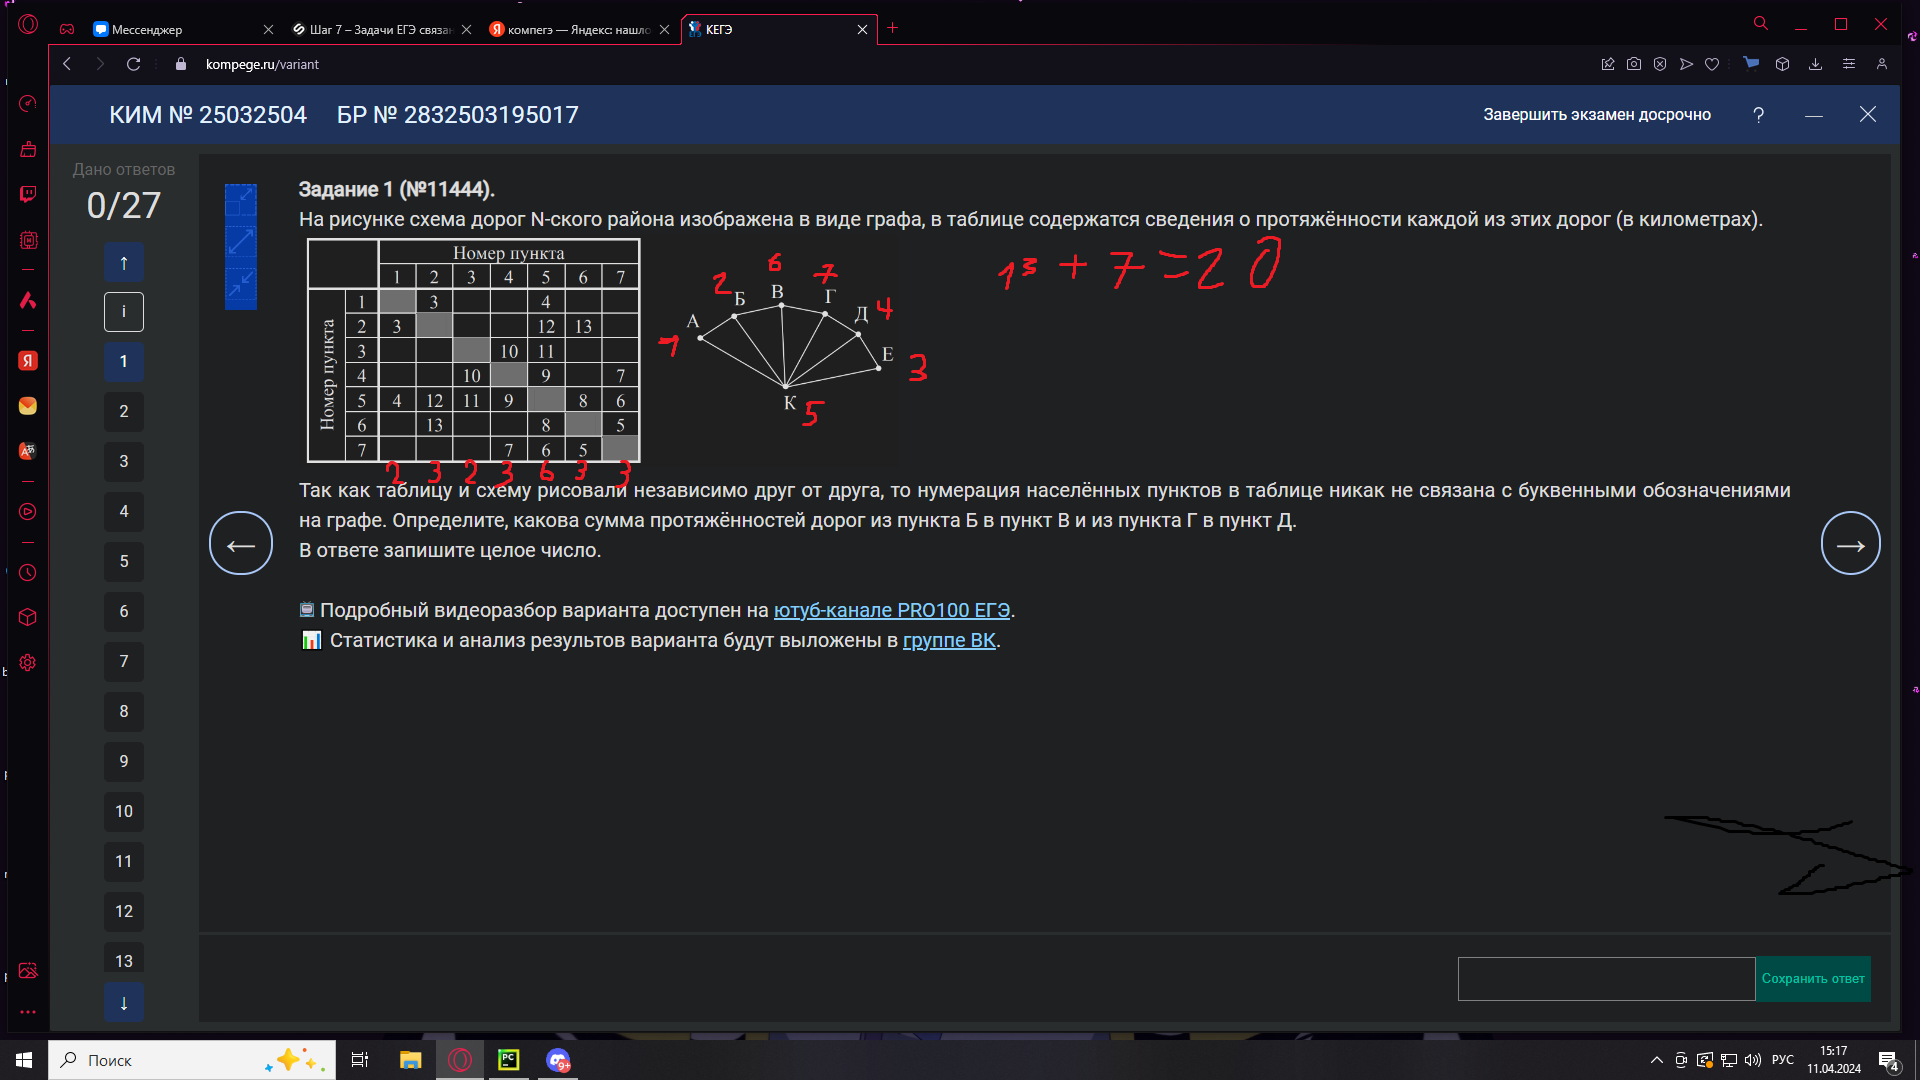 Мессенджер
Шаг 7 – Задачи ЕГЭ связан
компегэ — Яндекс: нашло
КЕГЭ
kompege.ru/variant
КИМ № 25032504 БР № 2832503195017
Завершить экзамен досрочно ?
Дано ответов
0/27
↑
i
1
2
3
4
5
6
7
8
9
10
11
12
13
↓
Задание 1 (№11444).
На рисунке схема дорог N-ского района изображена в виде графа, в таблице содержатся сведения о протяжённости каждой из этих дорог (в километрах).
Номер пункта
1 2 3 4 5 6 7
Номер пункта
1 3 4
2 3 12 13
3 10 11
4 10 9 7
5 4 12 11 9 8 6
6 13 8 5
7 7 6 5
2 3 2 3 6 3 3
2 6 7
Б В Г
А Д 4
1 Е 3
К 5
13 + 7 = 20
Так как таблицу и схему рисовали независимо друг от друга, то нумерация населённых пунктов в таблице никак не связана с буквенными обозначениями
на графе. Определите, какова сумма протяжённостей дорог из пункта Б в пункт В и из пункта Г в пункт Д.
В ответе запишите целое число.
Подробный видеоразбор варианта доступен на ютуб-канале PRO100 ЕГЭ.
Статистика и анализ результов варианта будут выложены в группе ВК.
Сохранить ответ
Поиск
PC
9+
РУС
15:17
11.04.2024
4